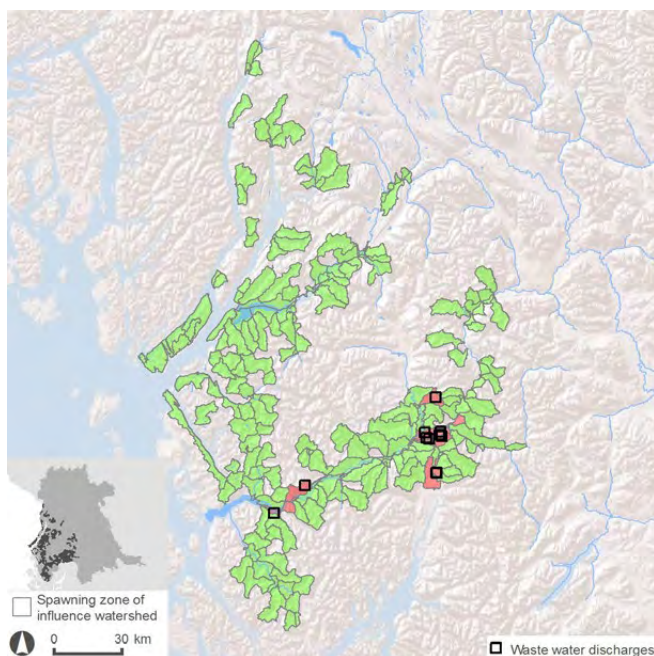 Spawning zone of
influence watershed
0 30 km
Waste water discharges